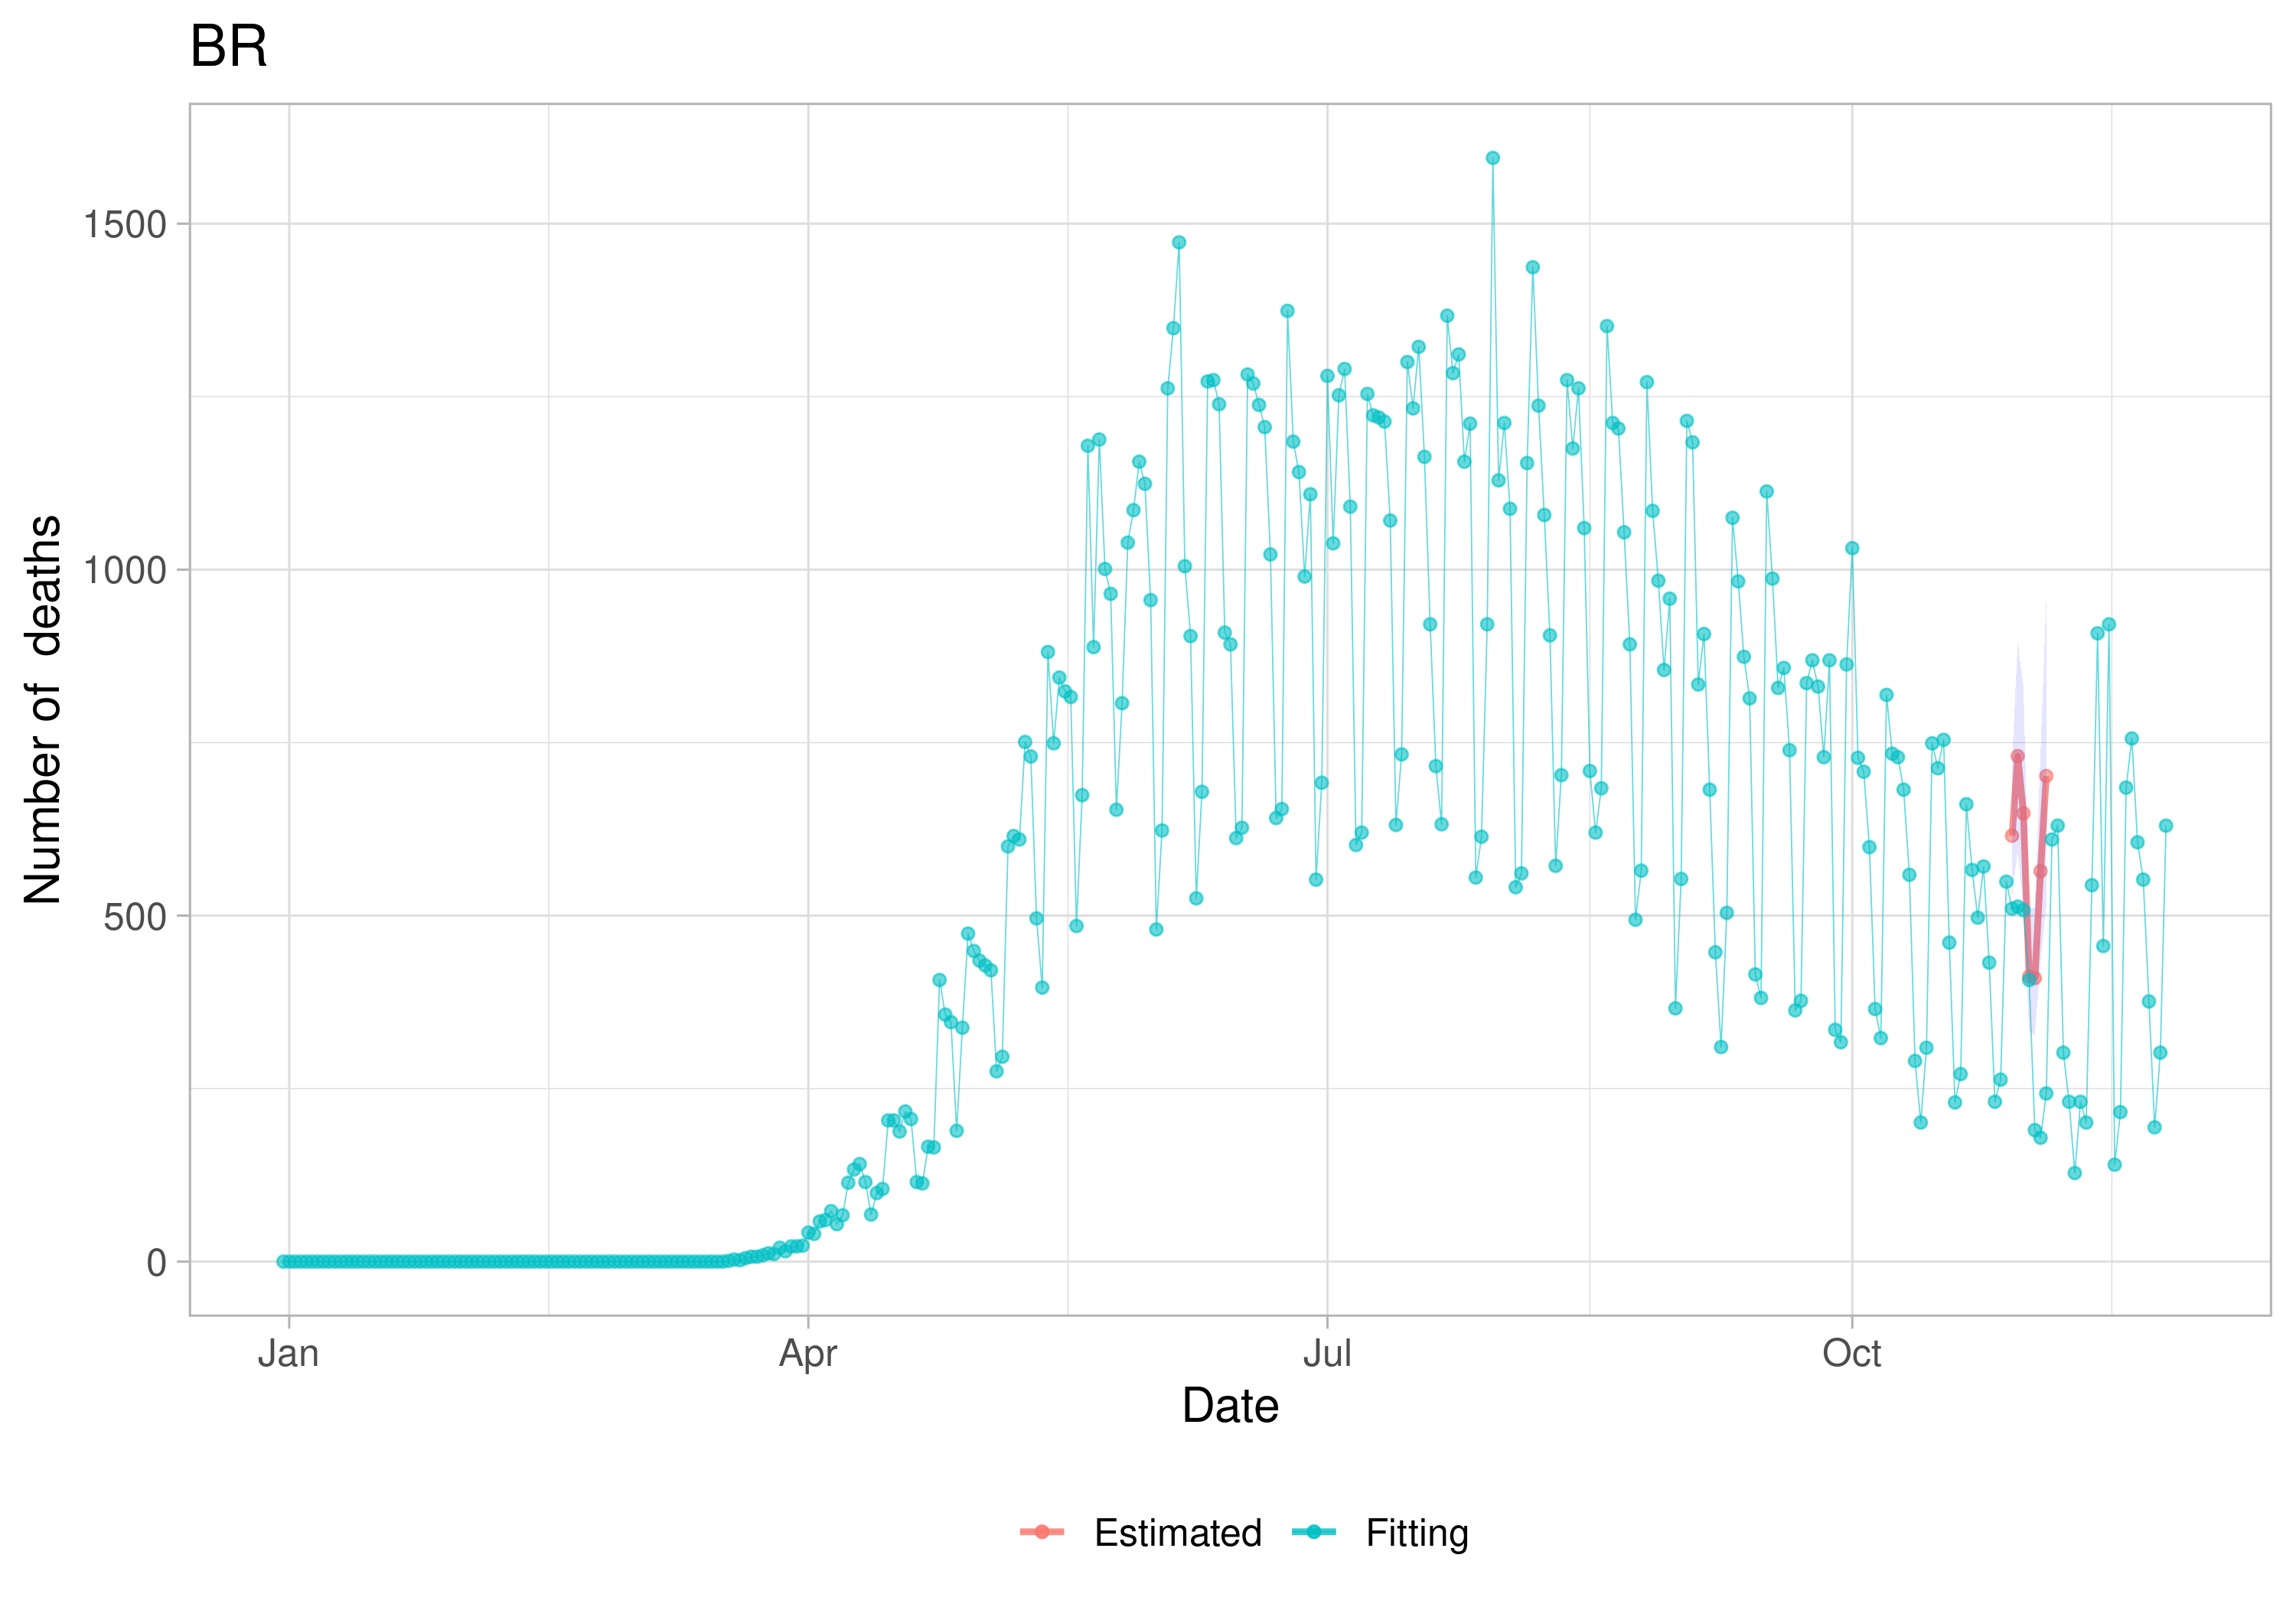 BR
1500
1000
500
0
Number of deaths
Jan Apr Jul Oct
Date
Estimated Fitting